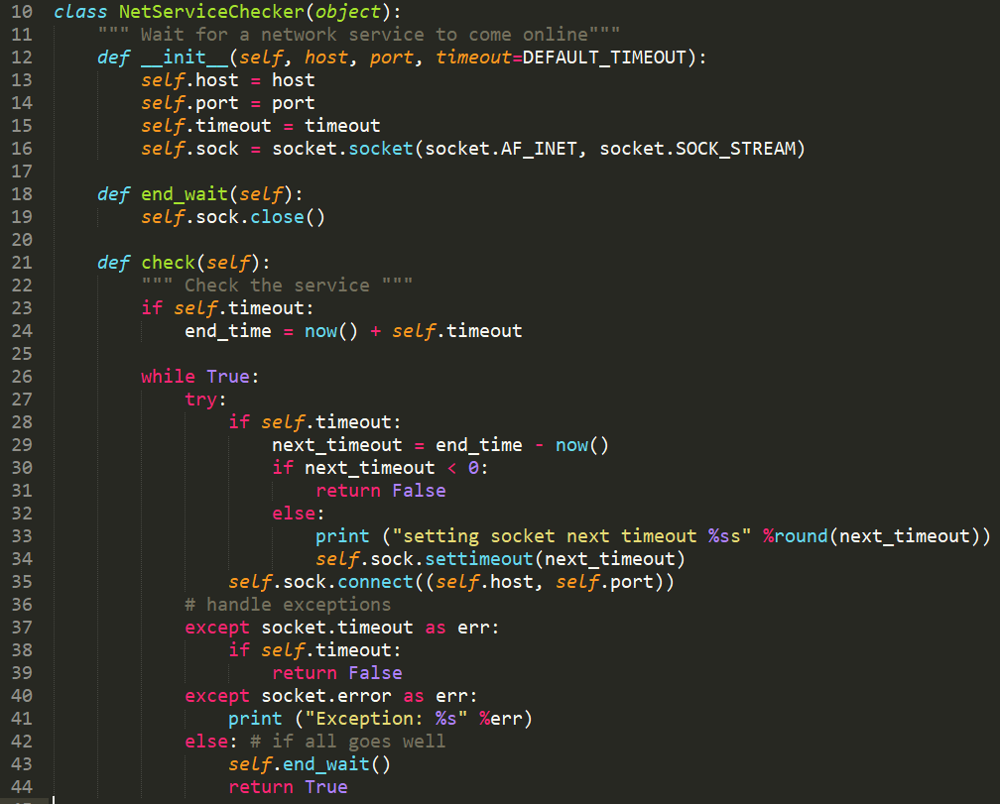 10 class NetServiceChecker(object):
11     """ Wait for a network service to come online"""
12     def __init__(self, host, port, timeout=DEFAULT_TIMEOUT):
13         self.host = host
14         self.port = port
15         self.timeout = timeout
16         self.sock = socket.socket(socket.AF_INET, socket.SOCK_STREAM)
17
18     def end_wait(self):
19         self.sock.close()
20
21     def check(self):
22         """ Check the service """
23         if self.timeout:
24             end_time = now() + self.timeout
25
26         while True:
27             try:
28                 if self.timeout:
29                     next_timeout = end_time - now()
30                     if next_timeout < 0:
31                         return False
32                     else:
33                         print ("setting socket next timeout %ss" %round(next_timeout))
34                         self.sock.settimeout(next_timeout)
35                 self.sock.connect((self.host, self.port))
36             # handle exceptions
37             except socket.timeout as err:
38                 if self.timeout:
39                     return False
40             except socket.error as err:
41                 print ("Exception: %s" %err)
42             else: # if all goes well
43                 self.end_wait()
44                 return True